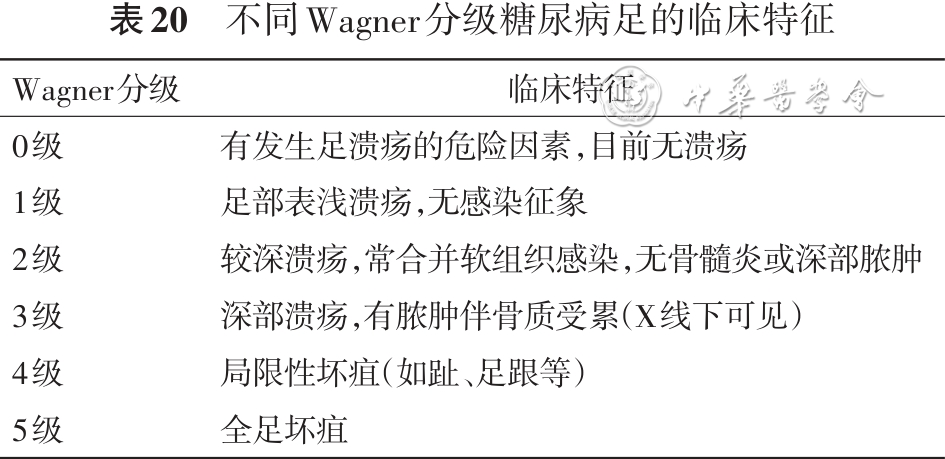 表20 不同Wagner分级糖尿病足的临床特征
Wagner分级 临床特征
中华医学会
0级 有发生足溃疡的危险因素,目前无溃疡
1级 足部表浅溃疡,无感染征象
2级 较深溃疡,常合并软组织感染,无骨髓炎或深部脓肿
3级 深部溃疡,有脓肿伴骨质受累(X线下可见)
4级 局限性坏疽(如趾、足跟等)
5级 全足坏疽